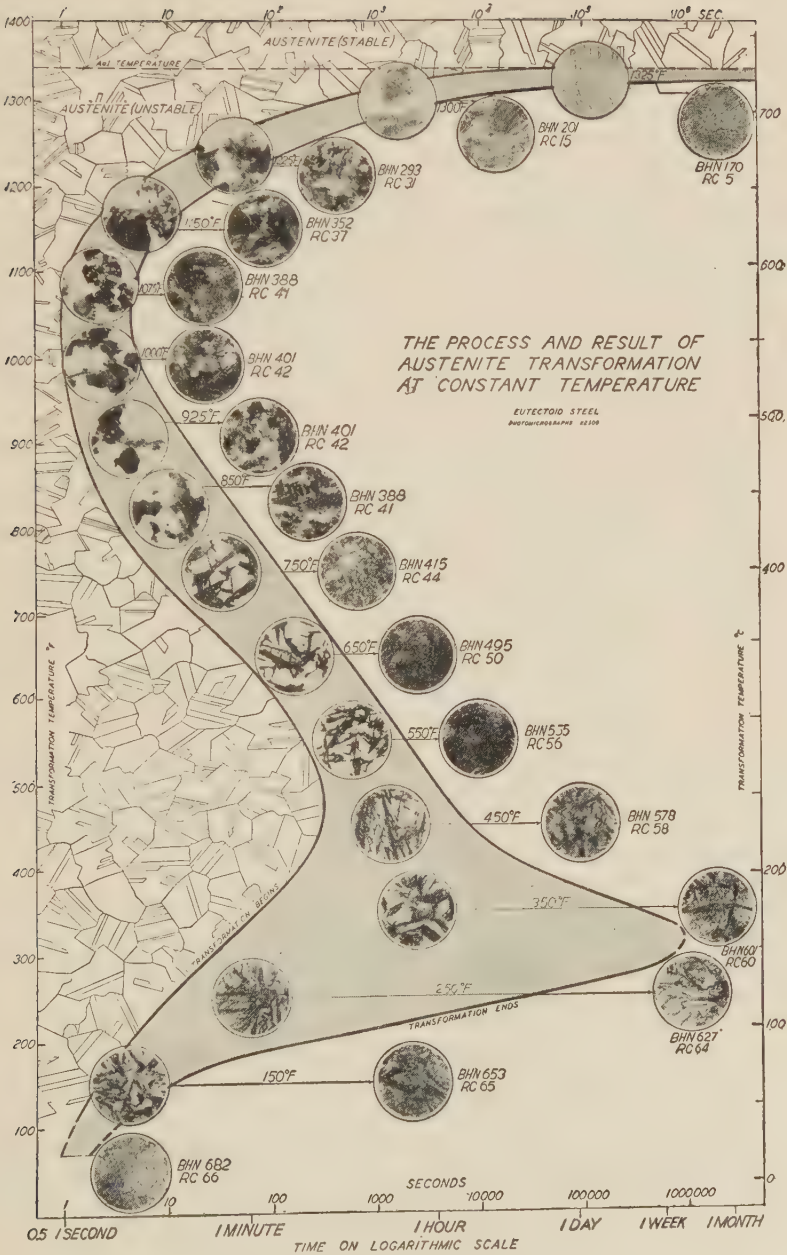 1400
1
10
10²
10³
10⁵
10⁶ SEC.
AUSTENITE (STABLE)
Ae1 TEMPERATURE
1325°F
1300
AUSTENITE (UNSTABLE)
1300°F
BHN 201
RC 15
700
BHN 170
RC 5
1225°F
BHN 293
RC 31
1200
1150°F
BHN 352
RC 37
1100
1075°F
BHN 388
RC 41
600
1000
1000°F
BHN 401
RC 42
THE PROCESS AND RESULT OF
AUSTENITE TRANSFORMATION
AT CONSTANT TEMPERATURE
EUTECTOID STEEL
925°F
BHN 401
RC 42
500
900
850°F
BHN 388
RC 41
800
750°F
BHN 415
RC 44
400
700
650°F
BHN 495
RC 50
TRANSFORMATION TEMPERATURE °F
TRANSFORMATION TEMPERATURE °C
600
550°F
BHN 555
RC 56
500
450°F
BHN 578
RC 58
400
200
350°F
BHN 601
RC 60
TRANSFORMATION BEGINS
300
250°F
BHN 627
RC 64
TRANSFORMATION ENDS
200
100
150°F
BHN 653
RC 65
100
BHN 682
RC 66
0
SECONDS
10
100
1000
10000
100000
1000000
0.5
1 SECOND
1 MINUTE
1 HOUR
1 DAY
1 WEEK
1 MONTH
TIME ON LOGARITHMIC SCALE